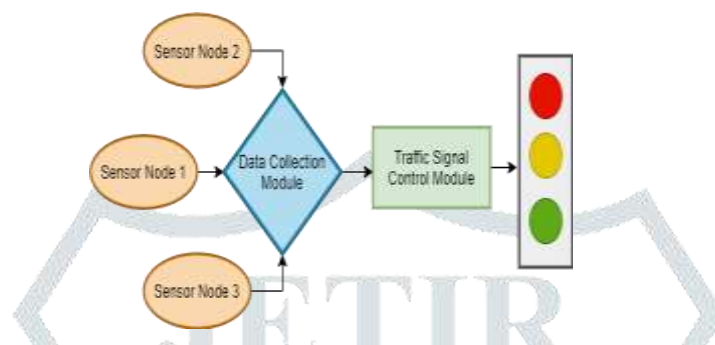 Sensor Node 2
Sensor Node 1
Data Collection
Module
Traffic Signal
Control Module
Sensor Node 3
JETIR